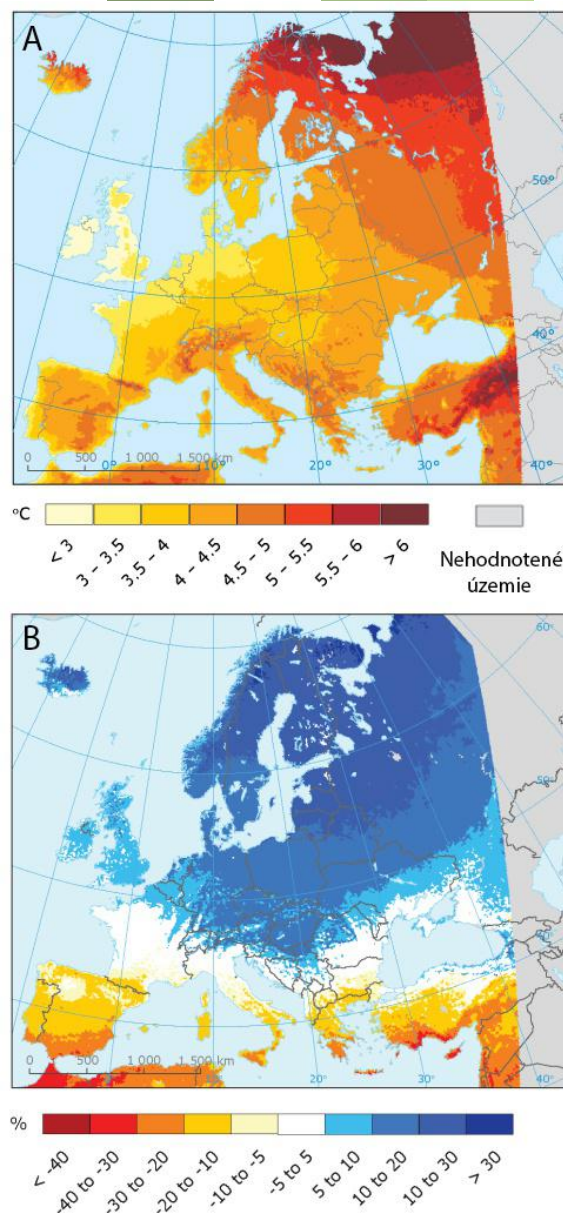 A
50°
40°
0 500 1 000 1 500 km
0° 10° 20° 30° 40°
°C
< 3
3 – 3.5
3.5 – 4
4 – 4.5
4.5 – 5
5 – 5.5
5.5 – 6
> 6
Nehodnotené
územie
B
60°
50°
40°
0 500 1 000 1 500 km
20° 30° 40°
%
< -40
-40 to -30
-30 to -20
-20 to -10
-10 to -5
-5 to 5
5 to 10
10 to 20
10 to 30
> 30